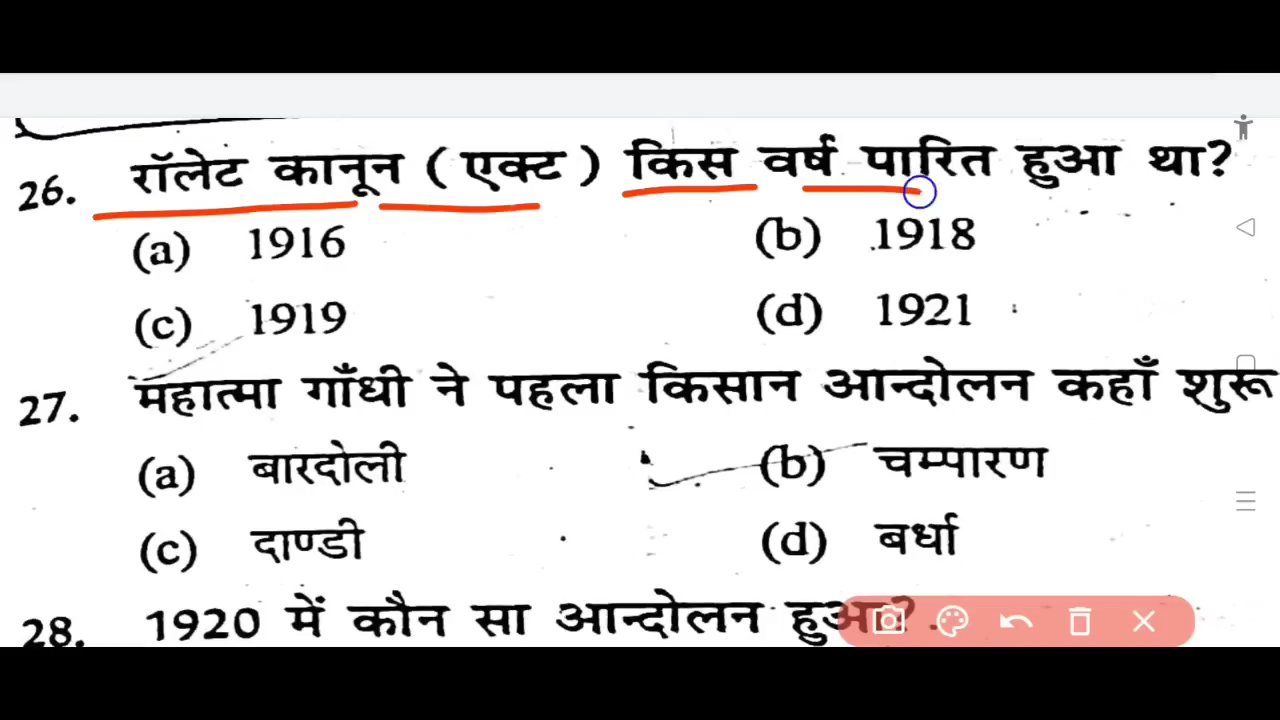 26. रॉलेट कानून ( एक्ट ) किस वर्ष पारित हुआ था?
(a) 1916 (b) 1918
(c) 1919 (d) 1921
27. महात्मा गाँधी ने पहला किसान आन्दोलन कहाँ शुरू
(a) बारदोली (b) चम्पारण
(c) दाण्डी (d) बर्धा
28. 1920 में कौन सा आन्दोलन हुआ?